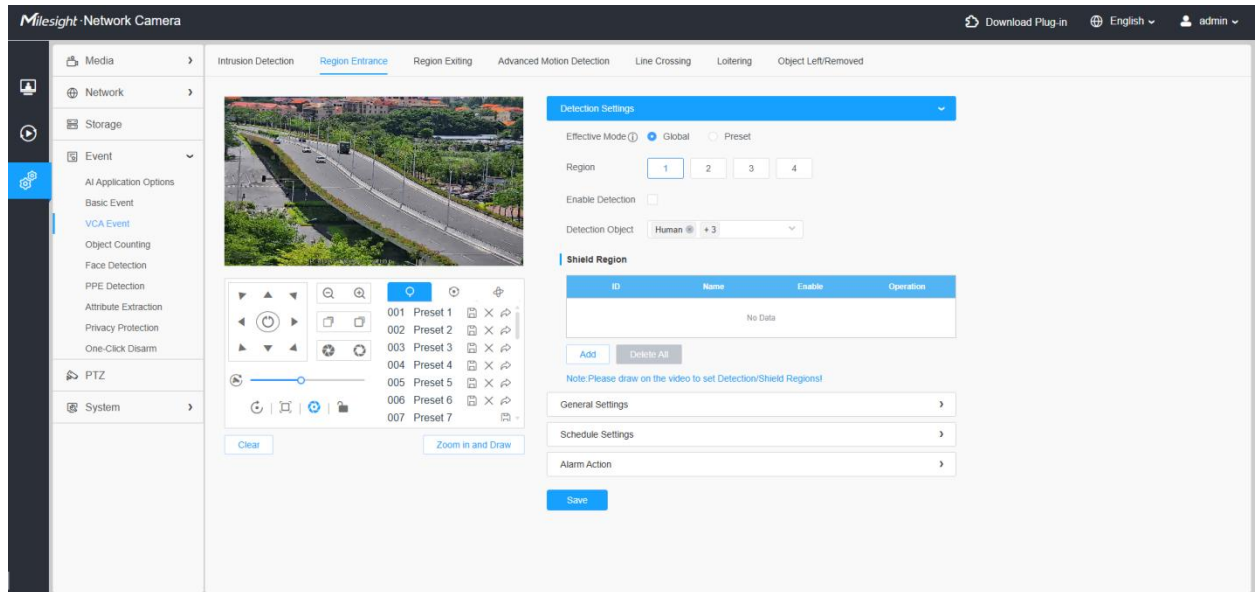 Milesight·Network Camera
Download Plug-in
English
admin
Media
Network
Storage
Event
AI Application Options
Basic Event
VCA Event
Object Counting
Face Detection
PPE Detection
Attribute Extraction
Privacy Protection
One-Click Disarm
PTZ
System
Intrusion Detection Region Entrance Region Exiting Advanced Motion Detection Line Crossing Loitering Object Left/Removed
001 Preset 1
002 Preset 2
003 Preset 3
004 Preset 4
005 Preset 5
006 Preset 6
007 Preset 7
Clear
Zoom in and Draw
Detection Settings
Effective Mode Global Preset
Region 1 2 3 4
Enable Detection
Detection Object Human + 3
Shield Region
ID Name Enable Operation
No Data
Add Delete All
Note:Please draw on the video to set Detection/Shield Regions!
General Settings
Schedule Settings
Alarm Action
Save